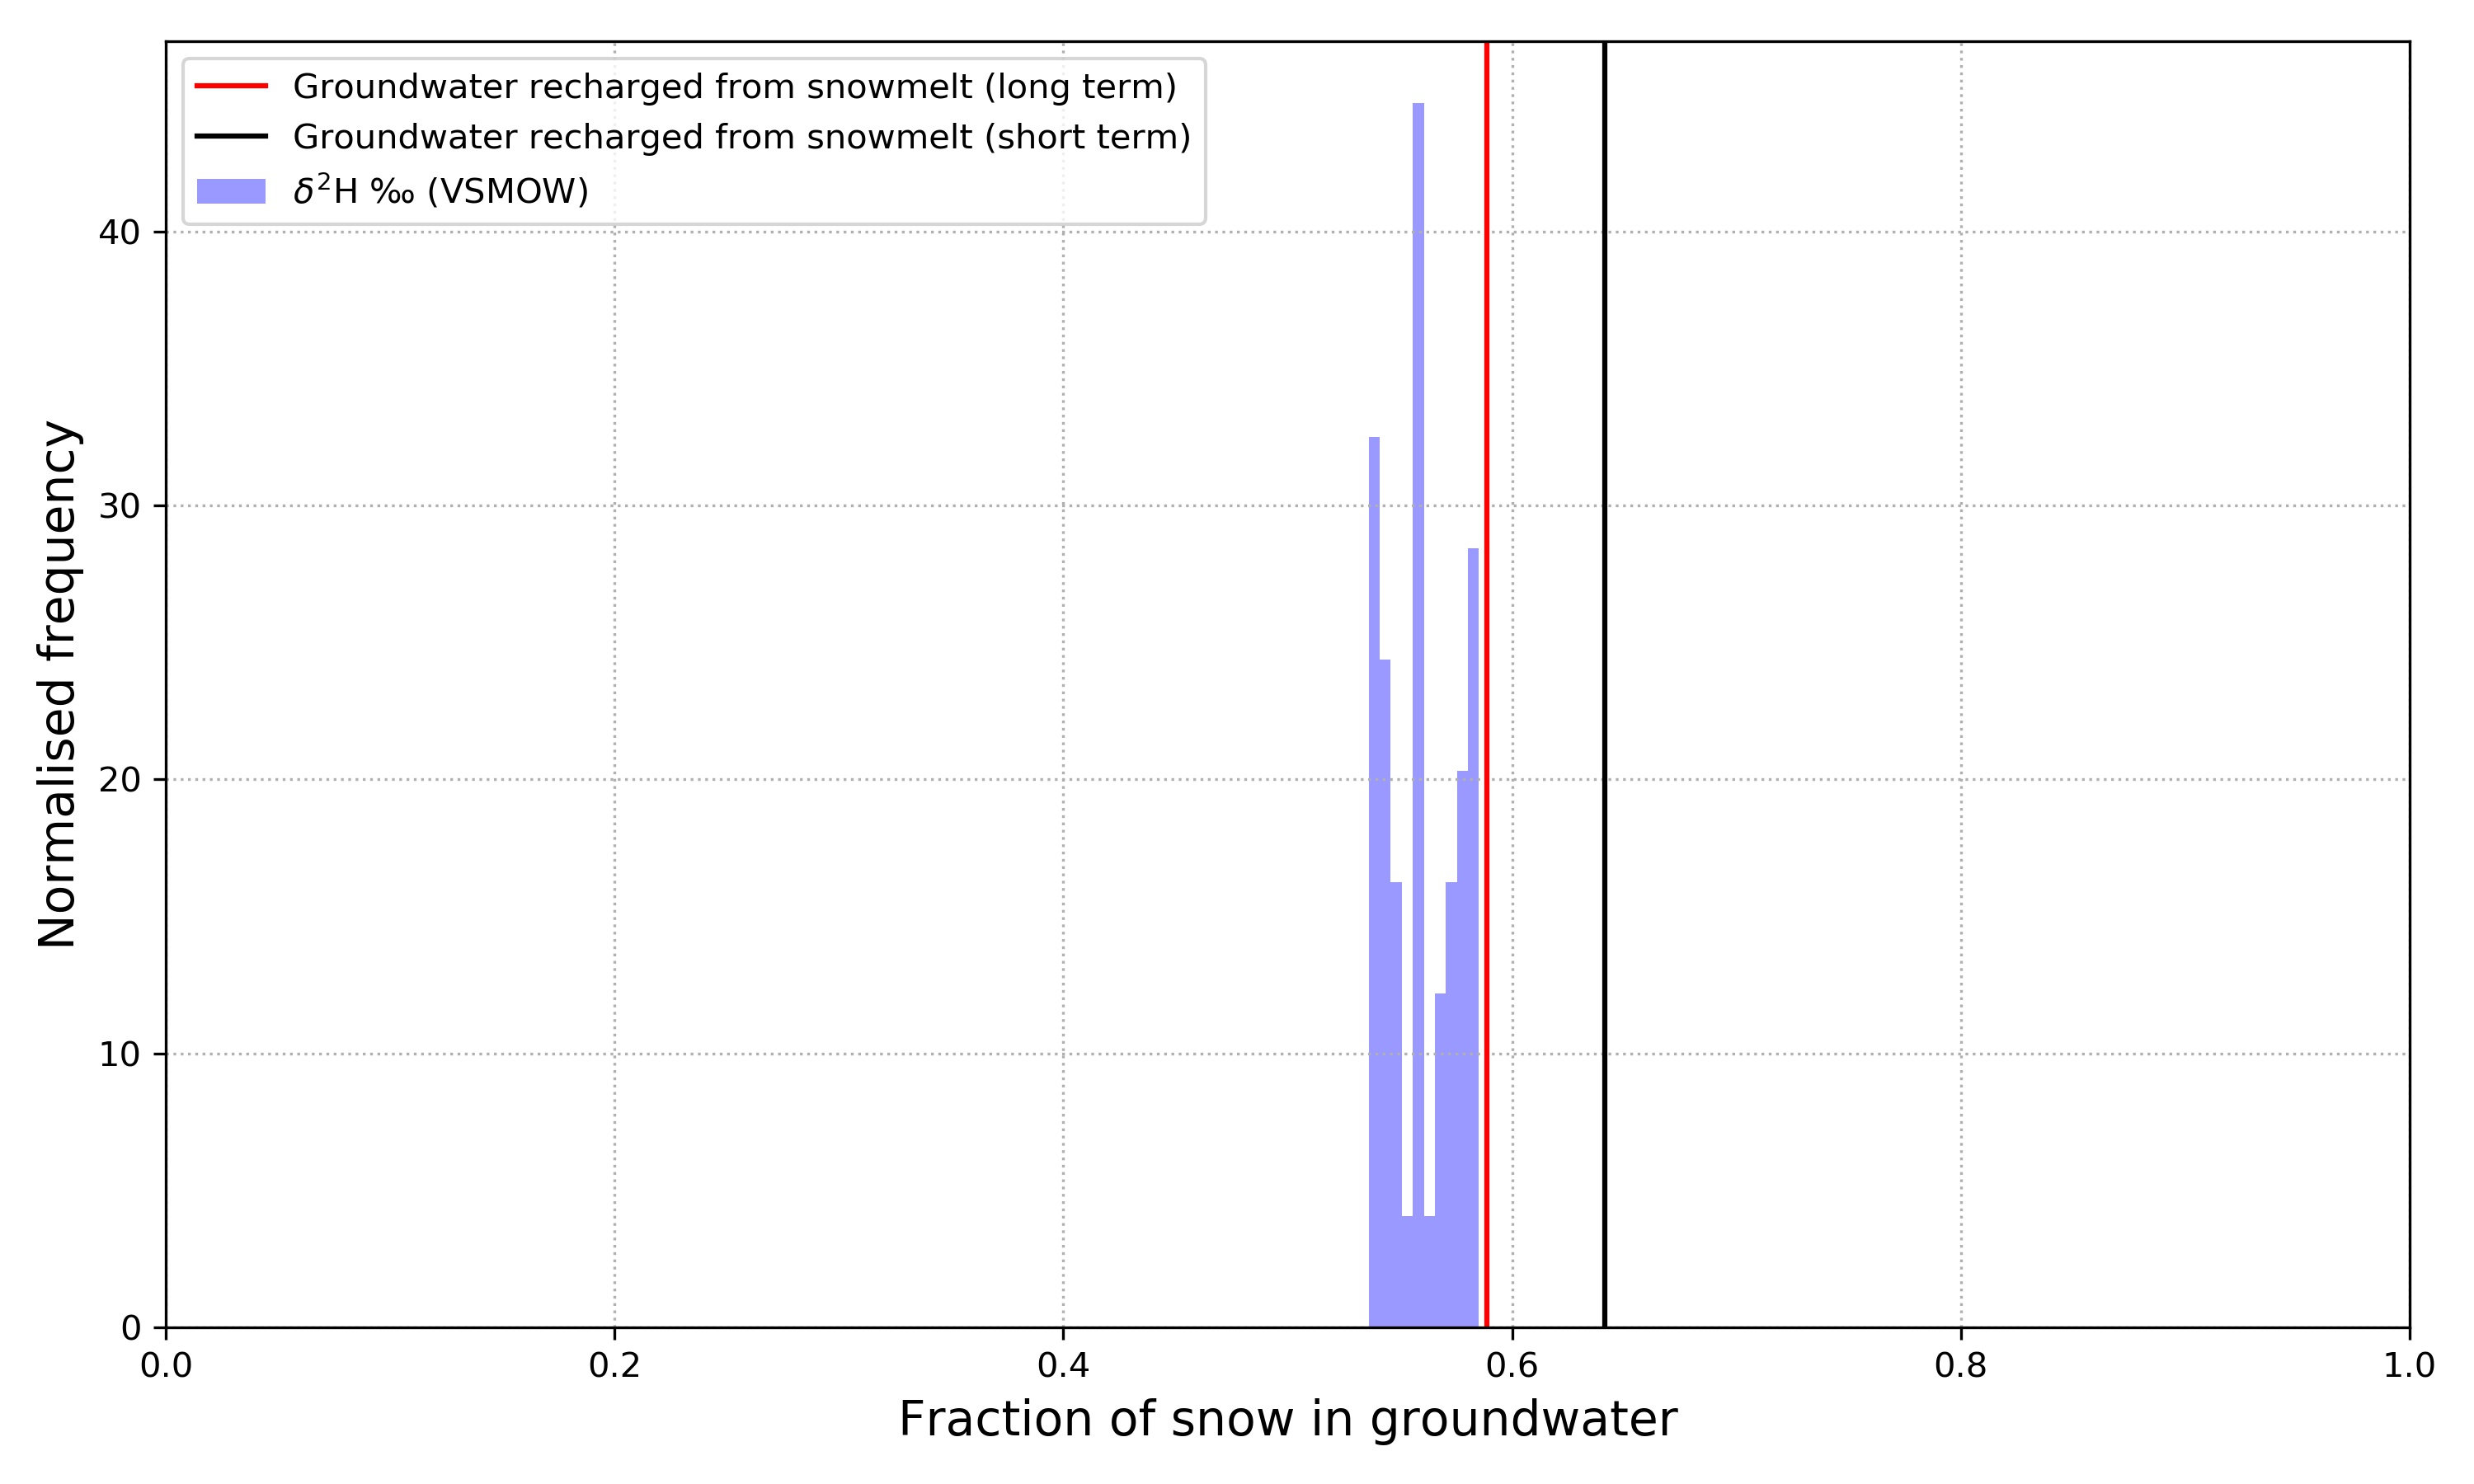 Groundwater recharged from snowmelt (long term)
Groundwater recharged from snowmelt (short term)
δ²H ‰ (VSMOW)
Normalised frequency
40
30
20
10
0
0.0 0.2 0.4 0.6 0.8 1.0
Fraction of snow in groundwater